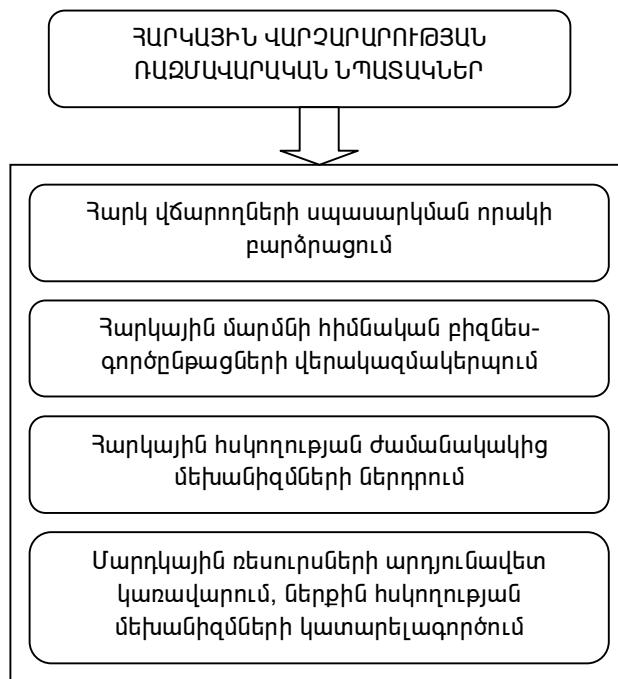 ՀԱՐԿԱՅԻՆ ՎԱՐՉԱՐԱՐՈՒԹՅԱՆ
ՌԱԶՄԱՎԱՐԱԿԱՆ ՆՊԱՏԱԿՆԵՐ
Հարկ վճարողների սպասարկման որակի
բարձրացում
Հարկային մարմնի հիմնական բիզնես-
գործընթացների վերակազմակերպում
Հարկային հսկողության ժամանակակից
մեխանիզմների ներդրում
Մարդկային ռեսուրսների արդյունավետ
կառավարում, ներքին հսկողության
մեխանիզմների կատարելագործում